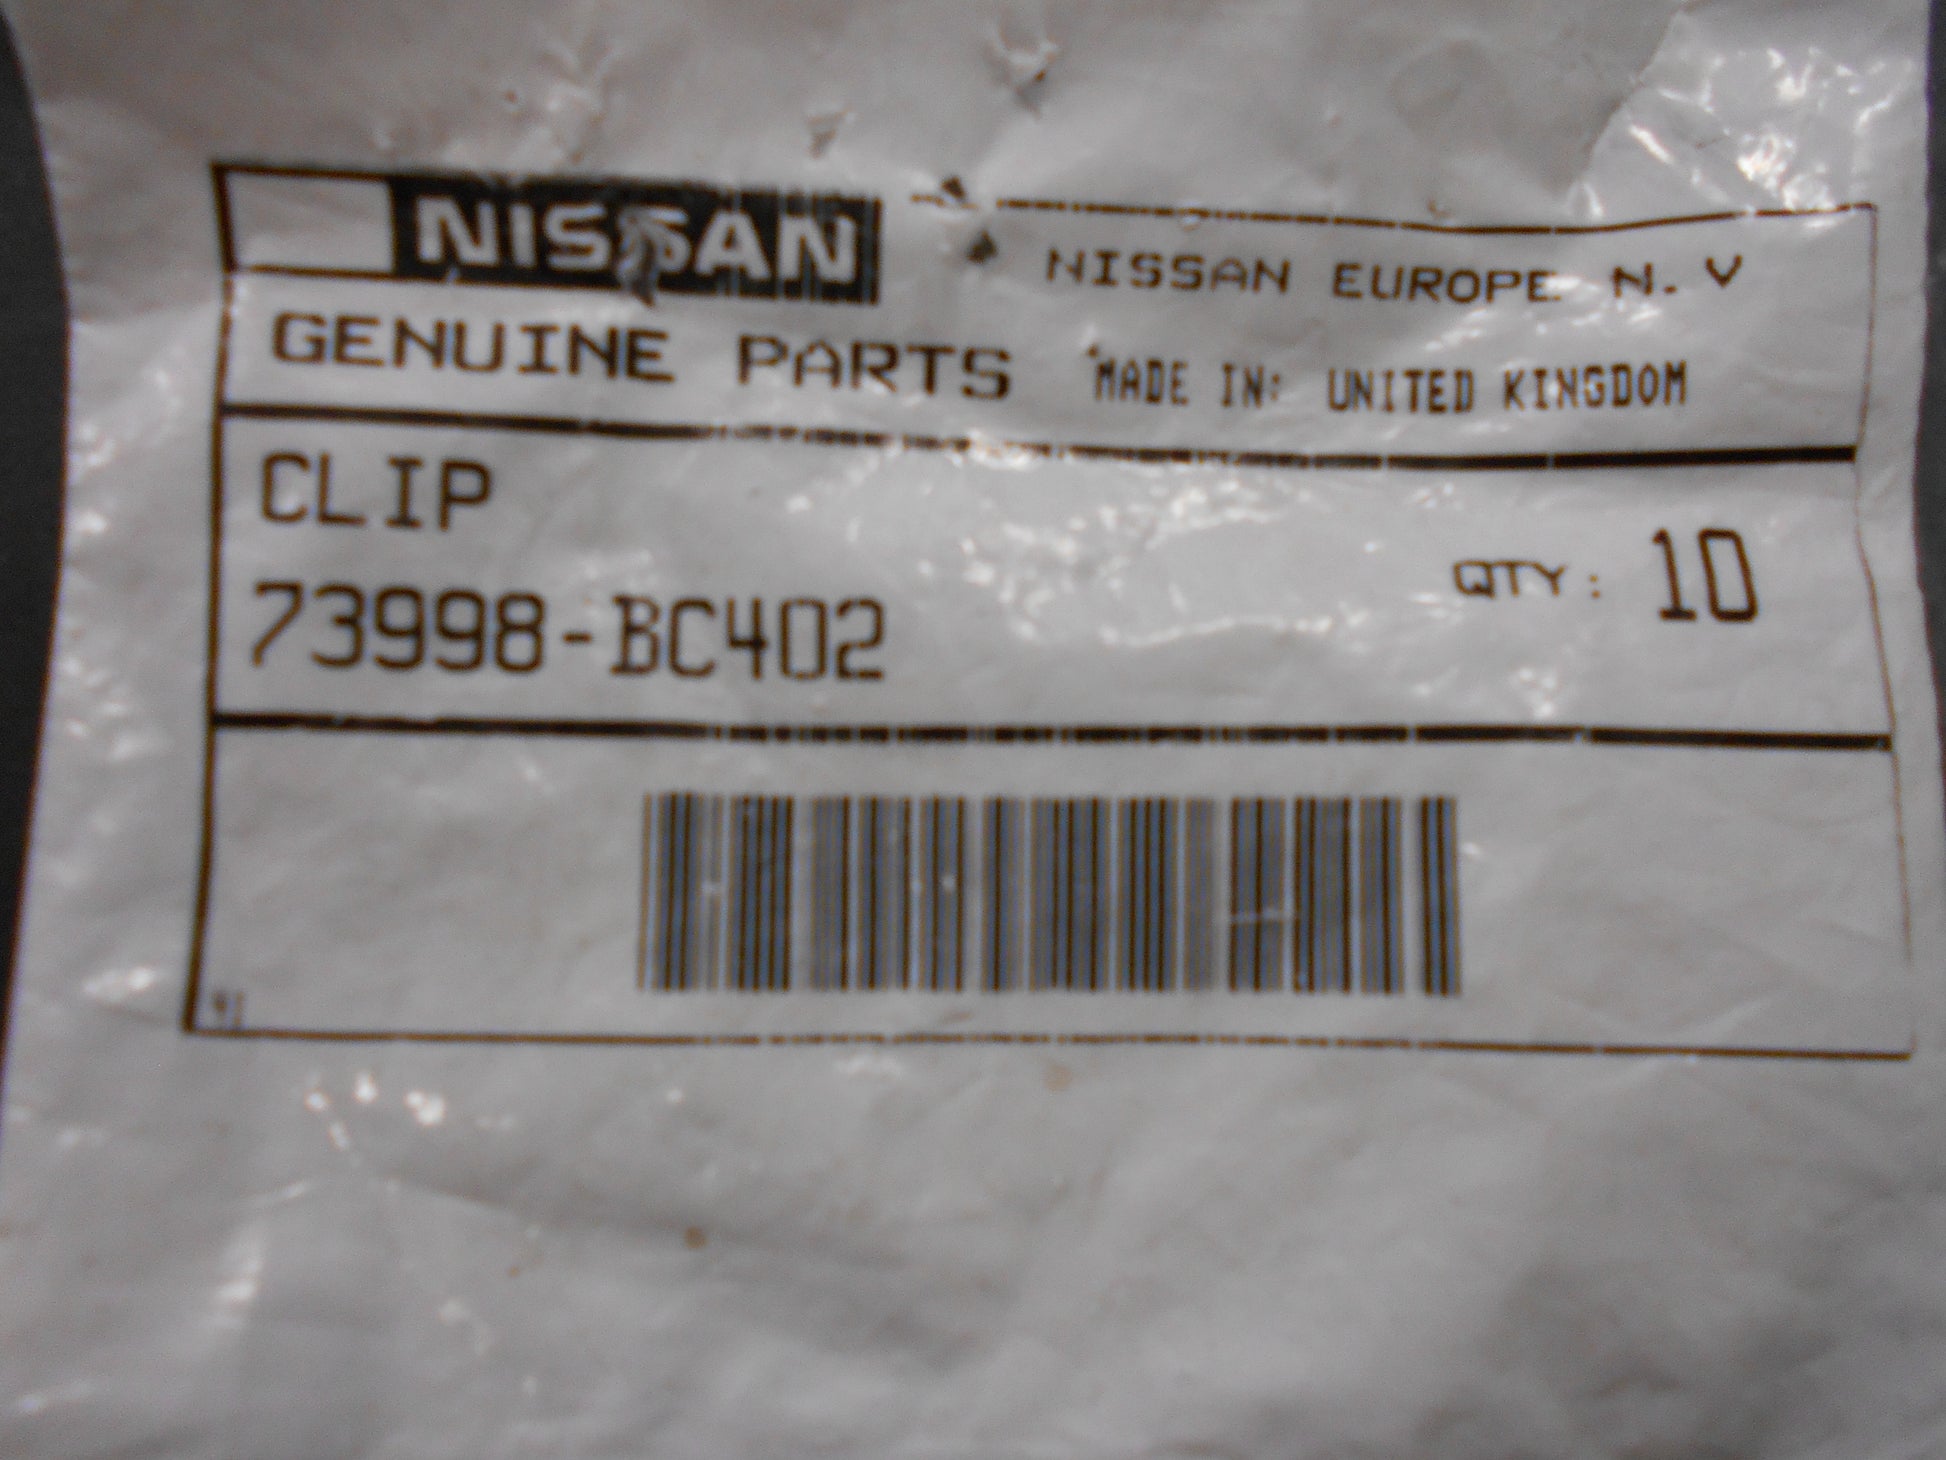 NISSAN
NISSAN EUROPE N. V
GENUINE PARTS
MADE IN: UNITED KINGDOM
CLIP
QTY: 10
73998-BC402